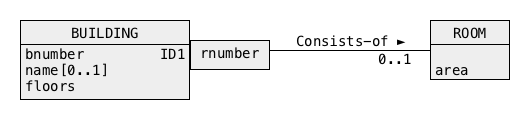 BUILDING
bnumber ID1
name[0..1]
floors
rnumber
Consists-of ►
0..1
ROOM
area